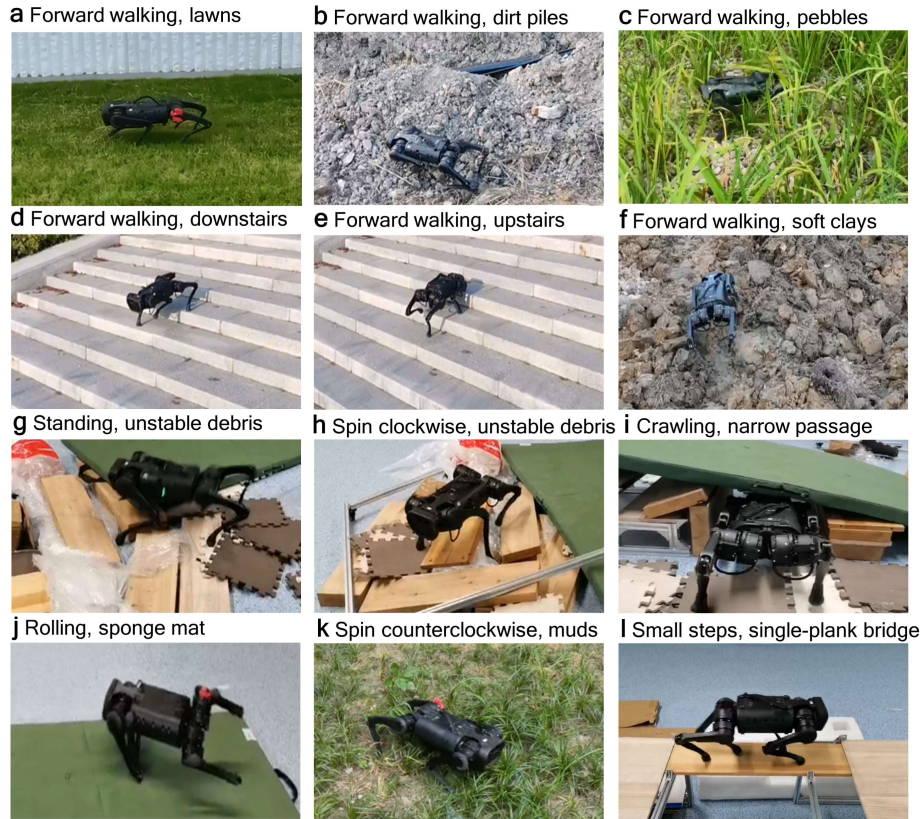 a Forward walking, lawns
b Forward walking, dirt piles
c Forward walking, pebbles
d Forward walking, downstairs
e Forward walking, upstairs
f Forward walking, soft clays
g Standing, unstable debris
h Spin clockwise, unstable debris
i Crawling, narrow passage
j Rolling, sponge mat
k Spin counterclockwise, muds
l Small steps, single-plank bridge